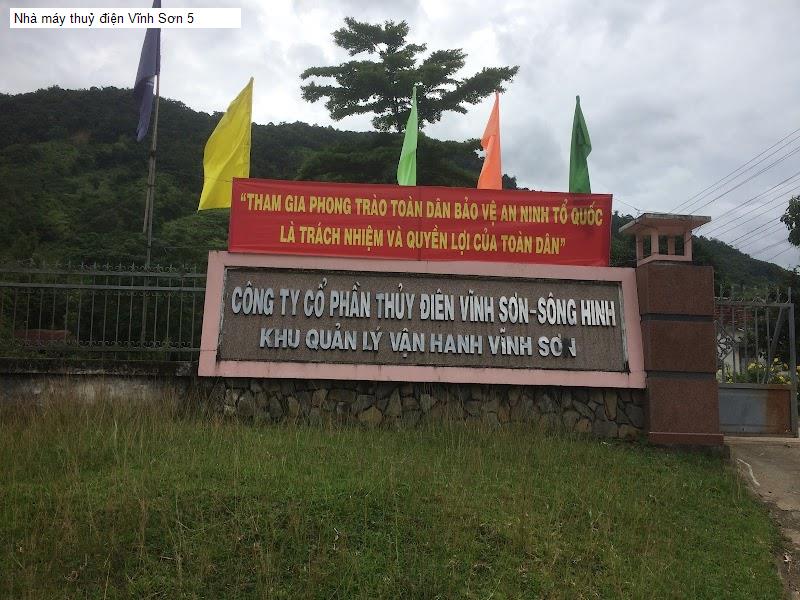 Nhà máy thuỷ điện Vĩnh Sơn 5
“THAM GIA PHONG TRÀO TOÀN DÂN BẢO VỆ AN NINH TỔ QUỐC
LÀ TRÁCH NHIỆM VÀ QUYỀN LỢI CỦA TOÀN DÂN”
CÔNG TY CỔ PHẦN THỦY ĐIỆN VĨNH SƠN-SÔNG HINH
KHU QUẢN LÝ VẬN HANH VĨNH SƠN